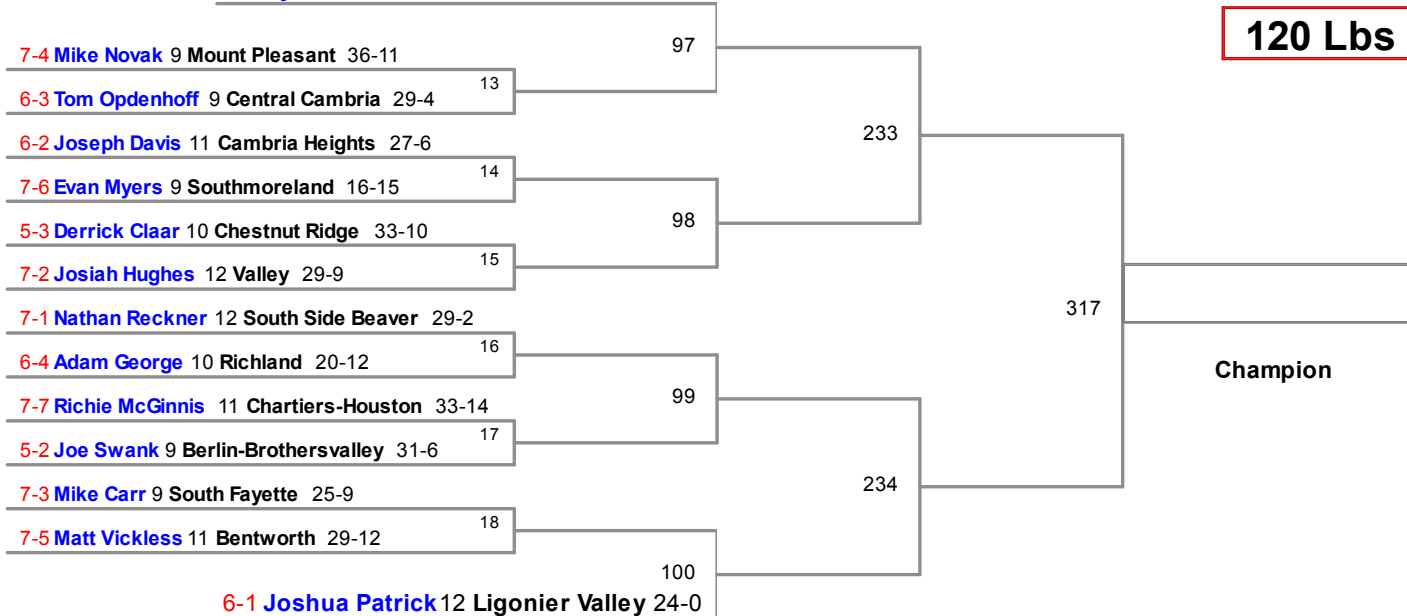 120 Lbs
97
7-4 Mike Novak 9 Mount Pleasant 36-11
13
6-3 Tom Opdenhoff 9 Central Cambria 29-4
233
6-2 Joseph Davis 11 Cambria Heights 27-6
14
7-6 Evan Myers 9 Southmoreland 16-15
98
5-3 Derrick Claar 10 Chestnut Ridge 33-10
15
7-2 Josiah Hughes 12 Valley 29-9
317
7-1 Nathan Reckner 12 South Side Beaver 29-2
16
6-4 Adam George 10 Richland 20-12
Champion
99
7-7 Richie McGinnis 11 Chartiers-Houston 33-14
17
5-2 Joe Swank 9 Berlin-Brothersvalley 31-6
234
7-3 Mike Carr 9 South Fayette 25-9
18
7-5 Matt Vickless 11 Bentworth 29-12
100
6-1 Joshua Patrick 12 Ligonier Valley 24-0